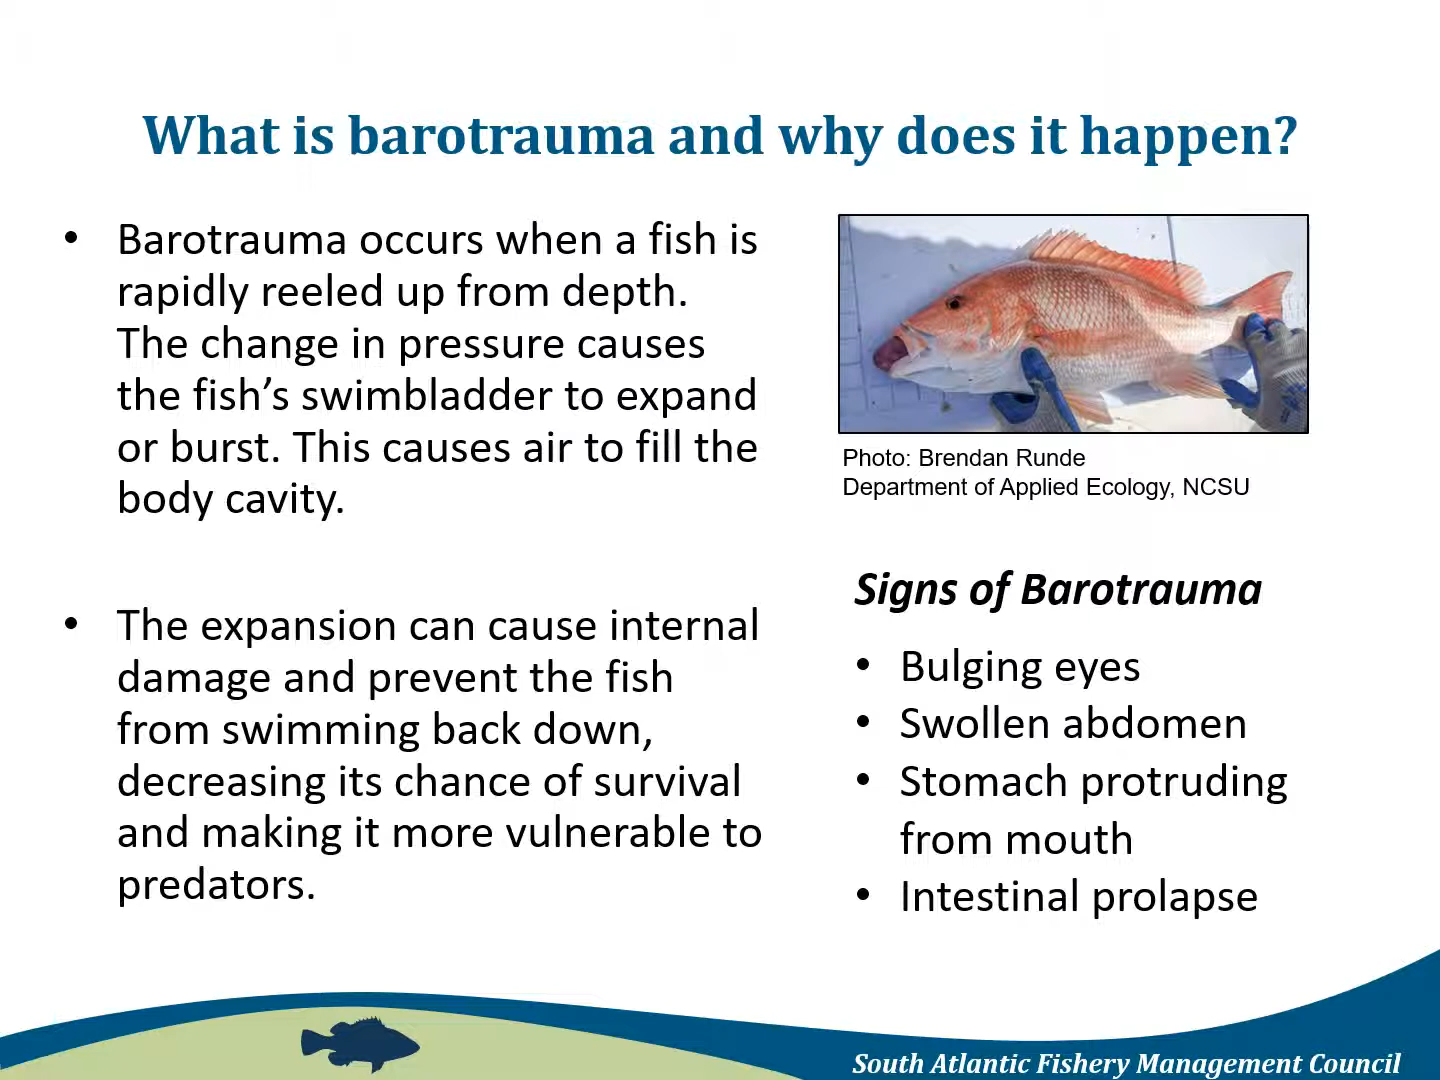 What is barotrauma and why does it happen?
• Barotrauma occurs when a fish is
rapidly reeled up from depth.
The change in pressure causes
the fish’s swimbladder to expand
or burst. This causes air to fill the
body cavity.
• The expansion can cause internal
damage and prevent the fish
from swimming back down,
decreasing its chance of survival
and making it more vulnerable to
predators.
Photo: Brendan Runde
Department of Applied Ecology, NCSU
Signs of Barotrauma
• Bulging eyes
• Swollen abdomen
• Stomach protruding
from mouth
• Intestinal prolapse
South Atlantic Fishery Management Council